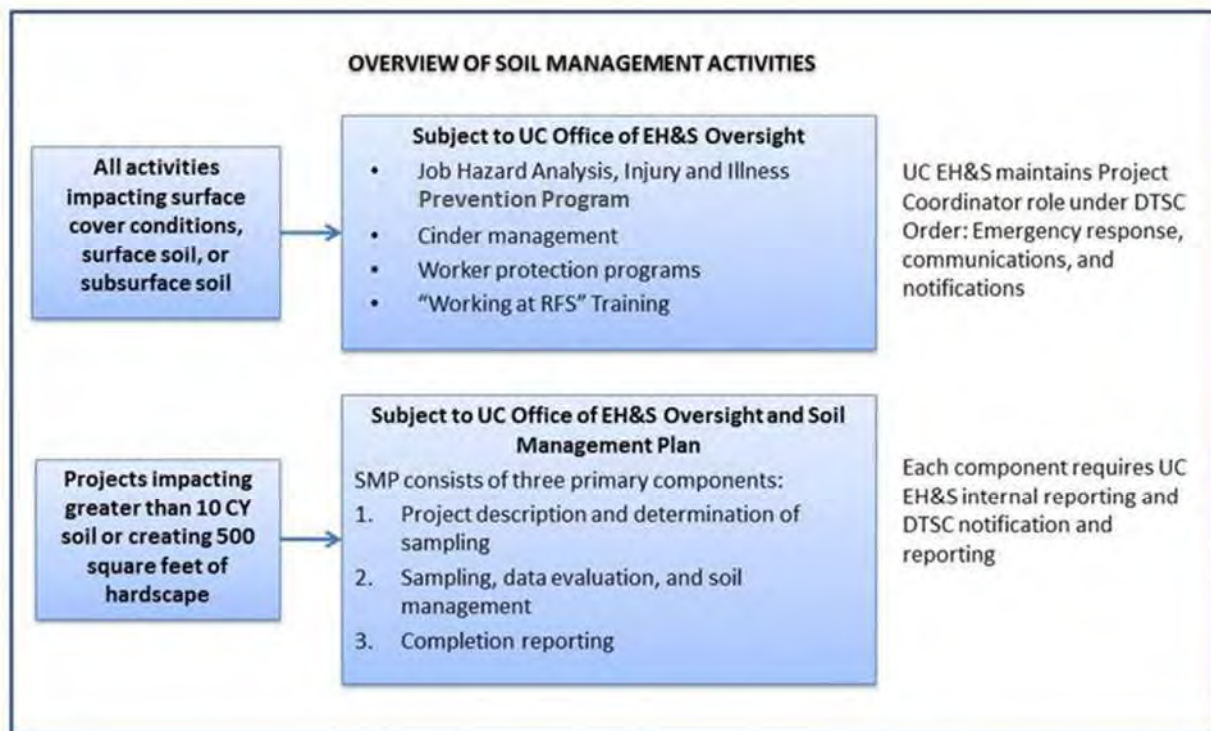 OVERVIEW OF SOIL MANAGEMENT ACTIVITIES
All activities
impacting surface
cover conditions,
surface soil, or
subsurface soil
Subject to UC Office of EH&S Oversight
• Job Hazard Analysis, Injury and Illness
Prevention Program
• Cinder management
• Worker protection programs
• “Working at RFS” Training
UC EH&S maintains Project
Coordinator role under DTSC
Order: Emergency response,
communications, and
notifications
Projects impacting
greater than 10 CY
soil or creating 500
square feet of
hardscape
Subject to UC Office of EH&S Oversight and Soil
Management Plan
SMP consists of three primary components:
1. Project description and determination of
sampling
2. Sampling, data evaluation, and soil
management
3. Completion reporting
Each component requires UC
EH&S internal reporting and
DTSC notification and
reporting